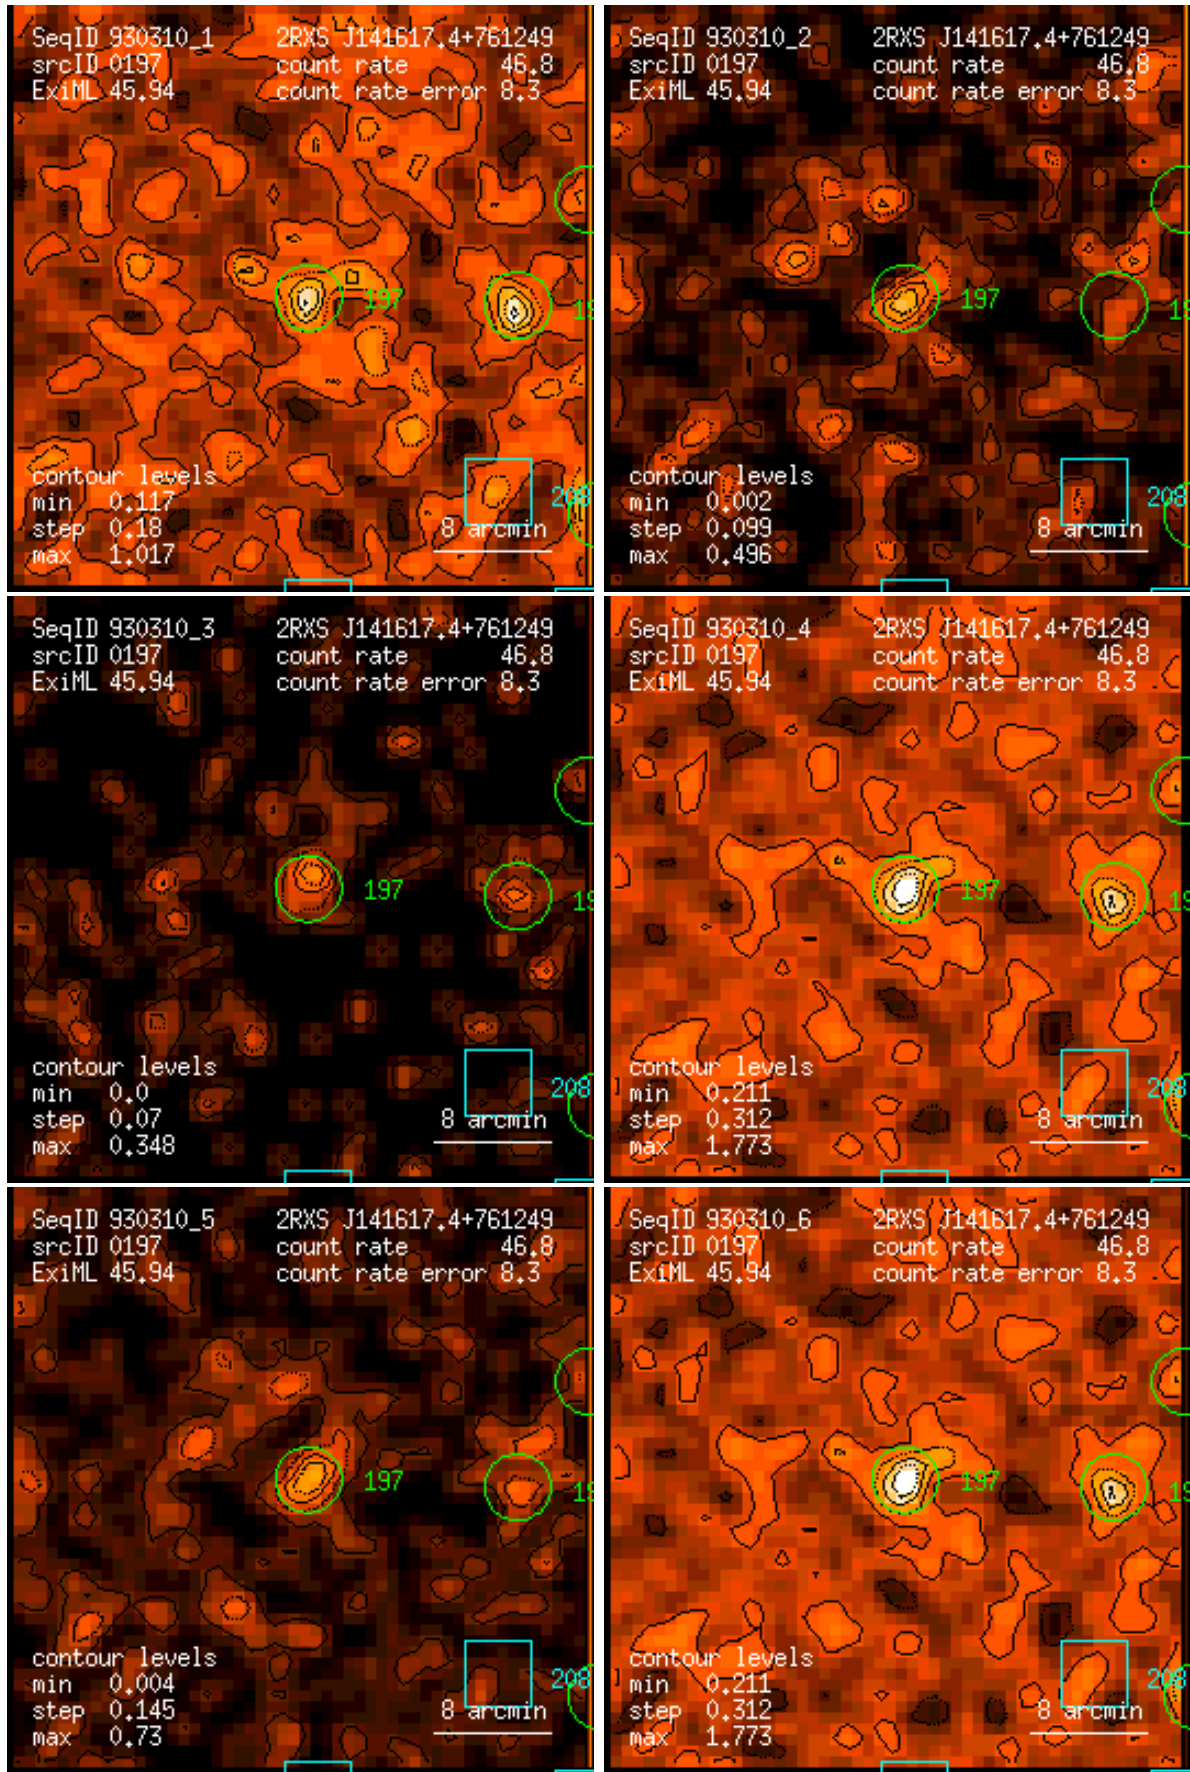 SeqID 930310_1 2RXS J141617.4+761249
srcID 0197 count rate 46.8
ExiML 45.94 count rate error 8.3
197
19
contour levels
min 0.117
208
step 0.18 8 arcmin
max 1.017
SeqID 930310_2 2RXS J141617.4+761249
srcID 0197 count rate 46.8
ExiML 45.94 count rate error 8.3
197
19
contour levels
min 0.002
208
step 0.099 8 arcmin
max 0.496
SeqID 930310_3 2RXS J141617.4+761249
srcID 0197 count rate 46.8
ExiML 45.94 count rate error 8.3
197
19
contour levels
min 0.0
208
step 0.07 8 arcmin
max 0.348
SeqID 930310_4 2RXS J141617.4+761249
srcID 0197 count rate 46.8
ExiML 45.94 count rate error 8.3
197
19
contour levels
min 0.211
208
step 0.312 8 arcmin
max 1.773
SeqID 930310_5 2RXS J141617.4+761249
srcID 0197 count rate 46.8
ExiML 45.94 count rate error 8.3
197
19
contour levels
min 0.004
208
step 0.145 8 arcmin
max 0.73
SeqID 930310_6 2RXS J141617.4+761249
srcID 0197 count rate 46.8
ExiML 45.94 count rate error 8.3
197
19
contour levels
min 0.211
208
step 0.312 8 arcmin
max 1.773